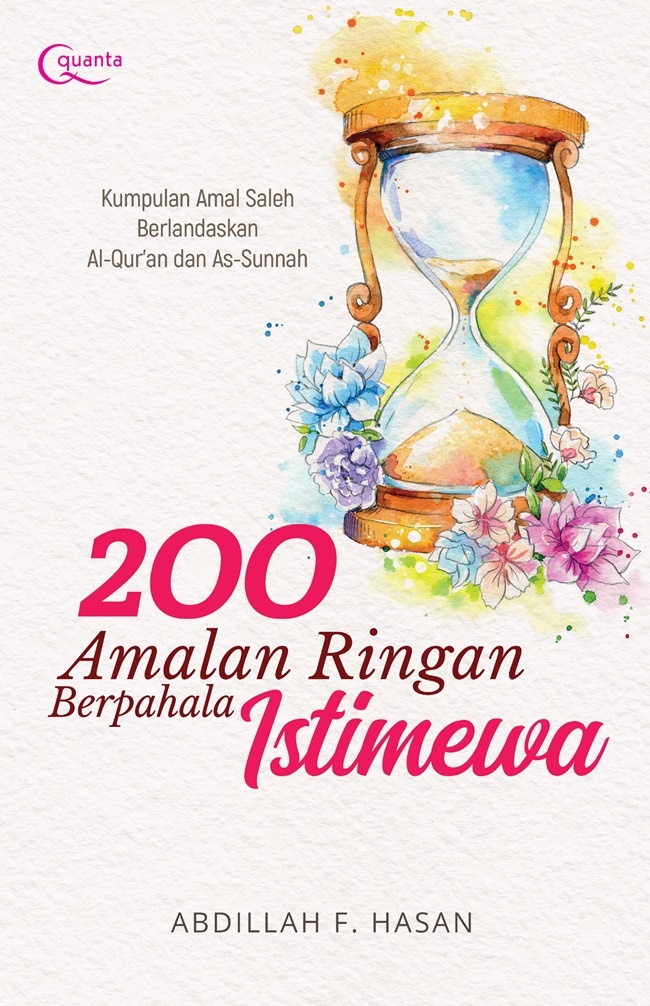 quanta
Kumpulan Amal Saleh
Berlandaskan
Al-Qur'an dan As-Sunnah
200
Amalan Ringan
Berpahala Istimewa
ABDILLAH F. HASAN